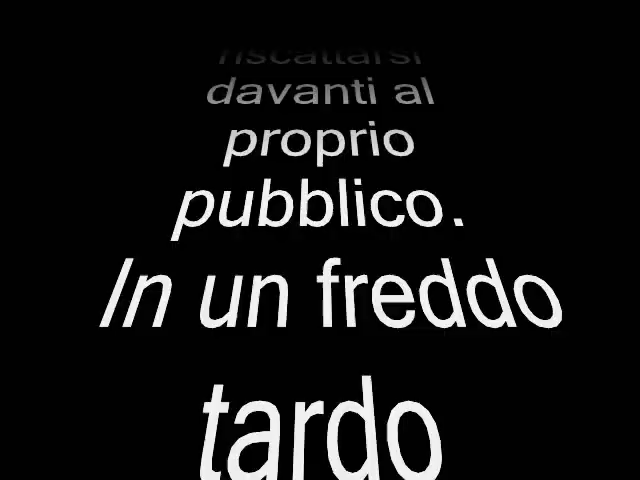 riscattarsi
davanti al
proprio
pubblico.
In un freddo
tardo